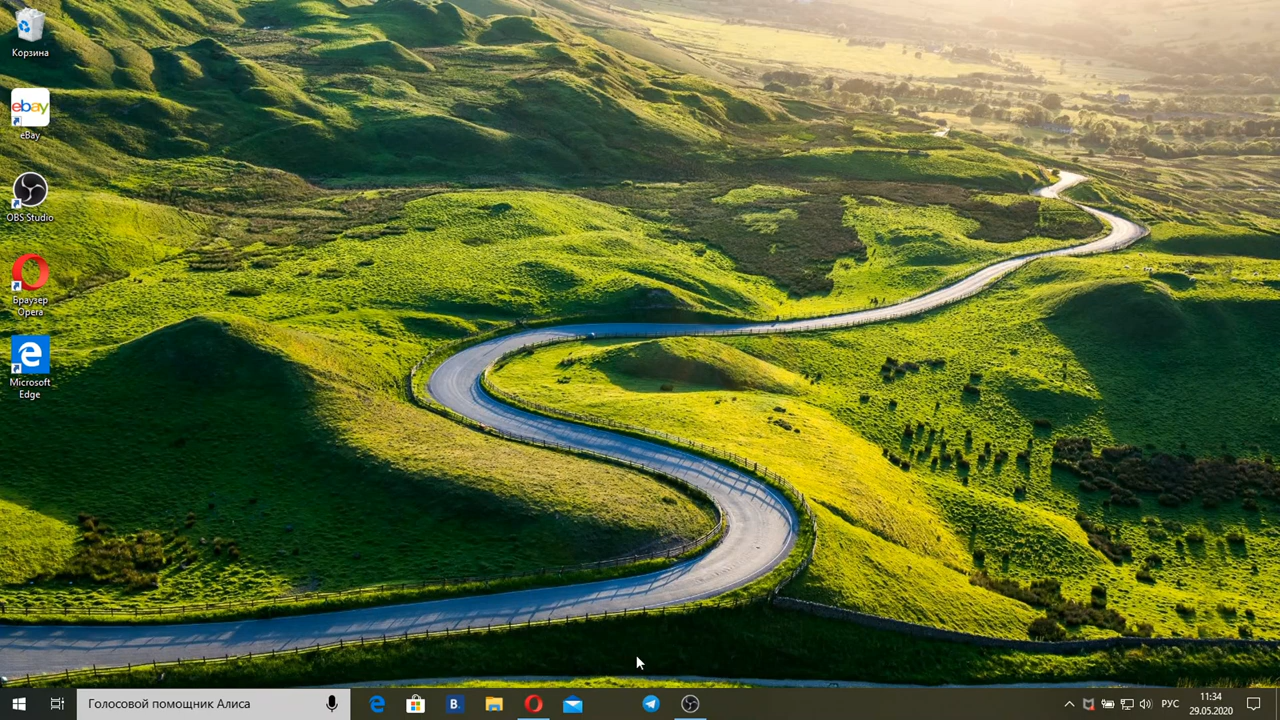 Корзина
ebay
eBay
OBS Studio
Браузер
Opera
Microsoft
Edge
Голосовой помощник Алиса
B.
РУС
11:34
29.05.2020